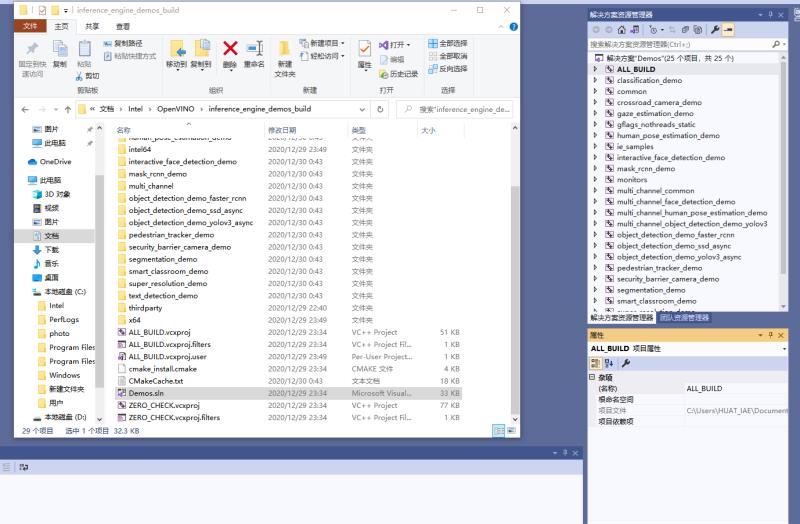 inference_engine_demos_build
文件
主页
共享
查看
固定到快速访问
复制
粘贴
复制路径
粘贴快捷方式
剪切
剪贴板
移动到
复制到
删除
重命名
组织
新建文件夹
新建项目
轻松访问
新建
属性
打开
编辑
历史记录
打开
全部选择
全部取消
反向选择
选择
« 文档 › Intel › OpenVINO › inference_engine_demos_build
搜索"inference_engine_de...
名称 修改日期 类型 大小
图片
此电脑
OneDrive
此电脑
3D 对象
视频
图片
文档
下载
音乐
桌面
本地磁盘 (C:)
Intel
PerfLogs
photo
Program Files
Program Files
Windows
新建文件夹
用户
本地磁盘 (D:)
human_pose_estimation_demo 2020/12/30 0:43 文件夹
intel64 2020/12/29 23:49 文件夹
interactive_face_detection_demo 2020/12/30 0:43 文件夹
mask_rcnn_demo 2020/12/30 0:43 文件夹
multi_channel 2020/12/30 0:43 文件夹
object_detection_demo_faster_rcnn 2020/12/30 0:43 文件夹
object_detection_demo_ssd_async 2020/12/30 0:43 文件夹
object_detection_demo_yolov3_async 2020/12/30 0:43 文件夹
pedestrian_tracker_demo 2020/12/30 0:43 文件夹
security_barrier_camera_demo 2020/12/30 0:43 文件夹
segmentation_demo 2020/12/30 0:43 文件夹
smart_classroom_demo 2020/12/30 0:43 文件夹
super_resolution_demo 2020/12/30 0:43 文件夹
text_detection_demo 2020/12/30 0:43 文件夹
thirdparty 2020/12/29 22:40 文件夹
x64 2020/12/29 23:34 文件夹
ALL_BUILD.vcxproj 2020/12/29 23:34 VC++ Project 51 KB
ALL_BUILD.vcxproj.filters 2020/12/29 23:34 VC++ Project Fil... 1 KB
ALL_BUILD.vcxproj.user 2020/12/29 23:49 Per-User Project... 1 KB
cmake_install.cmake 2020/12/29 23:34 CMAKE 文件 3 KB
CMakeCache.txt 2020/12/30 0:43 文本文档 18 KB
Demos.sln 2020/12/29 23:34 Microsoft Visual... 33 KB
ZERO_CHECK.vcxproj 2020/12/29 23:34 VC++ Project 77 KB
ZERO_CHECK.vcxproj.filters 2020/12/29 23:34 VC++ Project Fil... 1 KB
29 个项目 选中 1 个项目 32.3 KB
解决方案资源管理器
搜索解决方案资源管理器(Ctrl+;)
解决方案"Demos"(25 个项目，共 25 个)
ALL_BUILD
classification_demo
common
crossroad_camera_demo
gaze_estimation_demo
gflags_nothreads_static
human_pose_estimation_demo
ie_samples
interactive_face_detection_demo
mask_rcnn_demo
monitors
multi_channel_common
multi_channel_face_detection_demo
multi_channel_human_pose_estimation_demo
multi_channel_object_detection_demo_yolov3
object_detection_demo_faster_rcnn
object_detection_demo_ssd_async
object_detection_demo_yolov3_async
pedestrian_tracker_demo
security_barrier_camera_demo
segmentation_demo
smart_classroom_demo
解决方案资源管理器 团队资源管理器
属性
ALL_BUILD 项目属性
杂项
(名称) ALL_BUILD
根命名空间
项目文件 C:\Users\HUAT_IAE\Document
项目依赖项